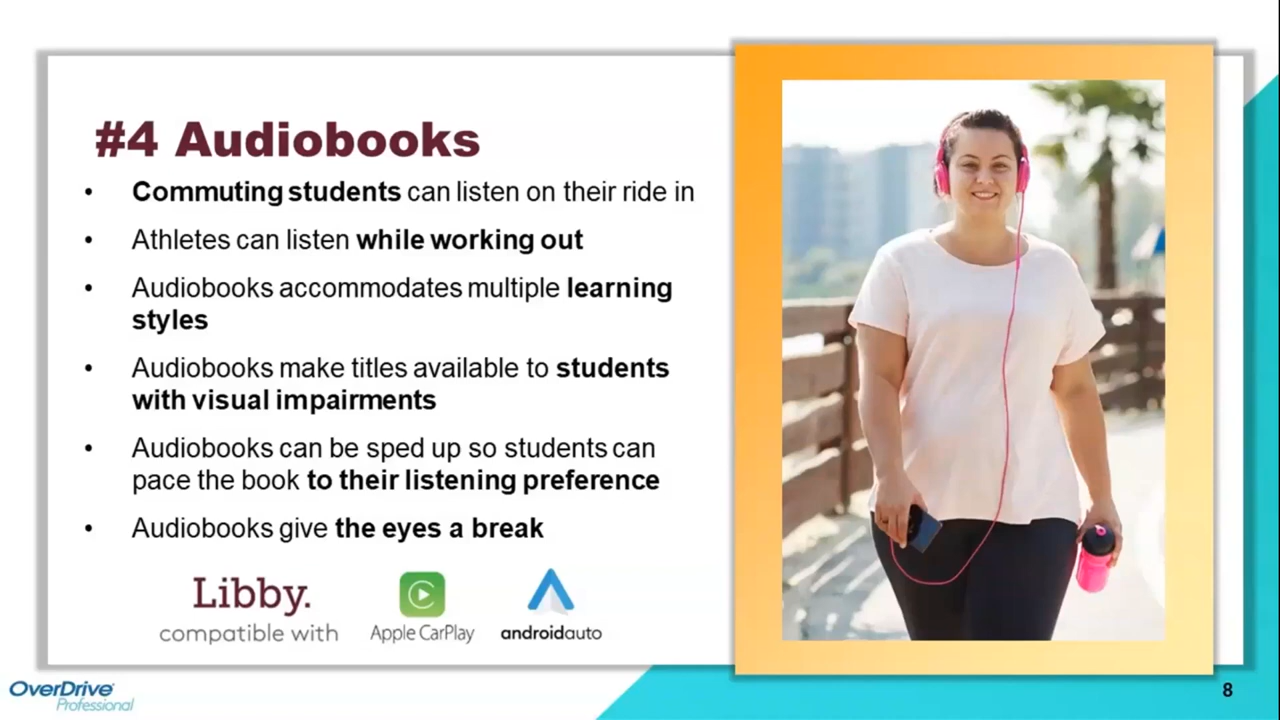 #4 Audiobooks
• Commuting students can listen on their ride in
• Athletes can listen while working out
• Audiobooks accommodates multiple learning
styles
• Audiobooks make titles available to students
with visual impairments
• Audiobooks can be sped up so students can
pace the book to their listening preference
• Audiobooks give the eyes a break
Libby.
compatible with
Apple CarPlay
androidauto
OverDrive
Professional
8